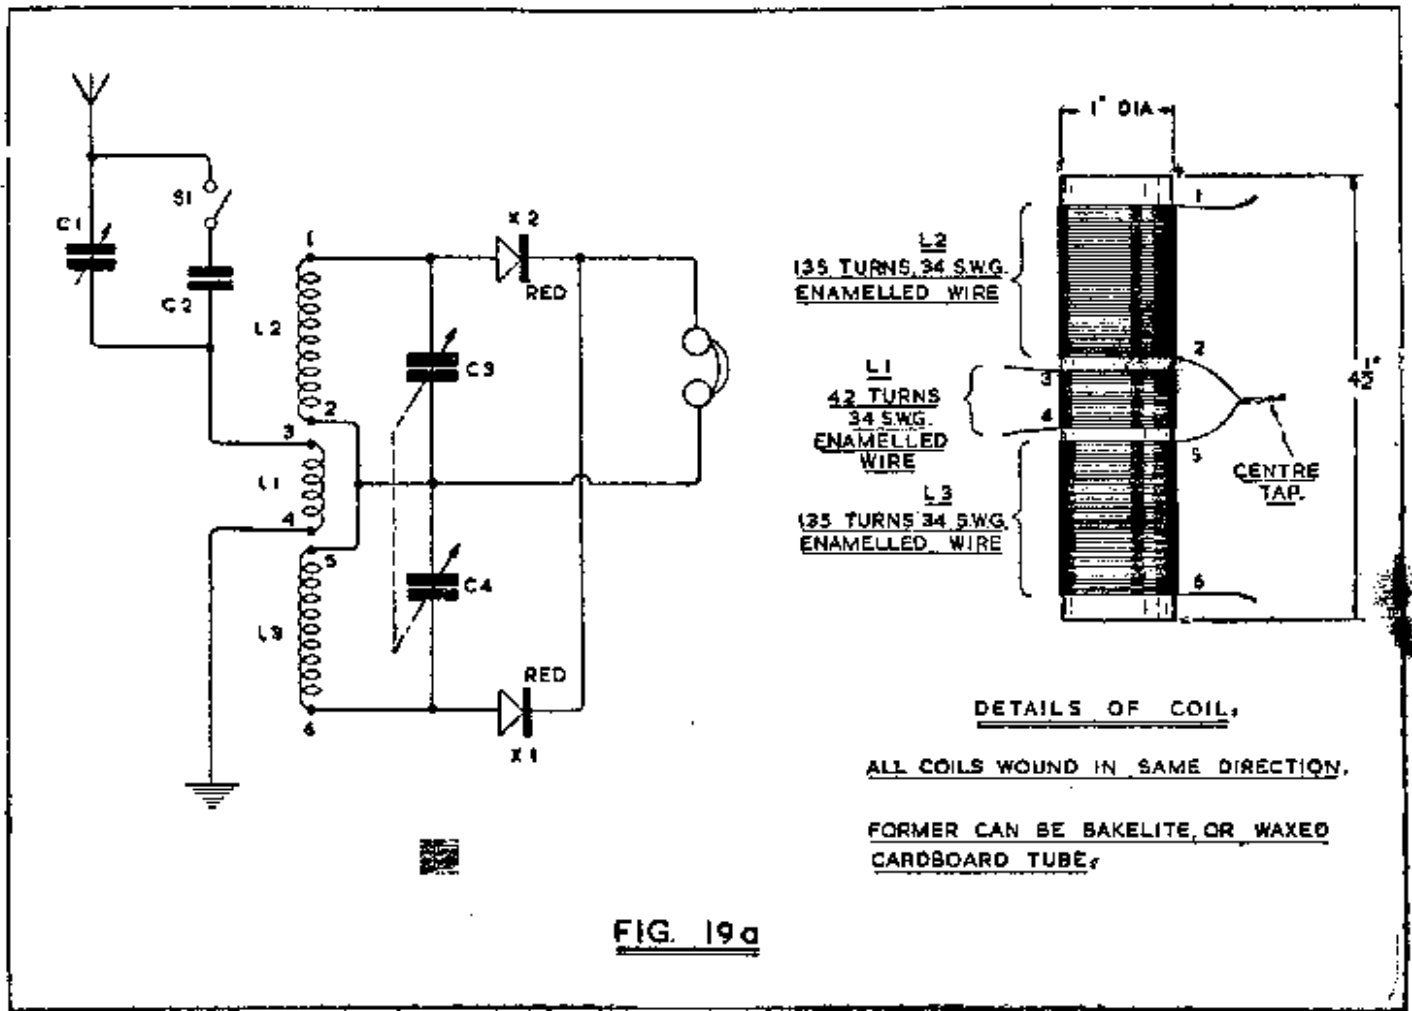 C1
S1
C2
1
L2
2
3
L1
4
5
L3
6
X2
RED
C3
C4
RED
X1
1" DIA
L2
135 TURNS, 34 S.W.G.
ENAMELLED WIRE
L1
42 TURNS
34 S.W.G.
ENAMELLED
WIRE
L3
135 TURNS 34 S.W.G.
ENAMELLED WIRE
1
2
3
4
5
6
CENTRE
TAP.
DETAILS OF COIL.
ALL COILS WOUND IN SAME DIRECTION.
FORMER CAN BE BAKELITE, OR WAXED
CARDBOARD TUBE.
FIG. 19a